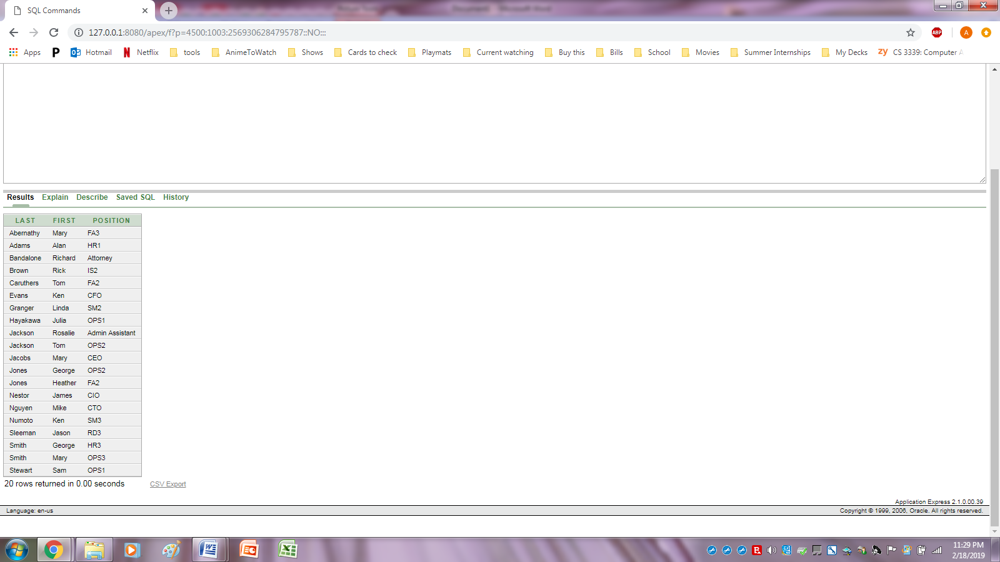 SQL Commands
127.0.0.1:8080/apex/f?p=4500:1003:2569306284795787::NO:::
ABP
A
Apps P Hotmail N Netflix tools AnimeToWatch Shows Cards to check Playmats Current watching Buy this Bills School Movies Summer Internships My Decks zy CS 3339: Computer A
Results Explain Describe Saved SQL History
LAST FIRST POSITION
Abernathy Mary FA3
Adams Alan HR1
Bandalone Richard Attorney
Brown Rick IS2
Caruthers Tom FA2
Evans Ken CFO
Granger Linda SM2
Hayakawa Julia OPS1
Jackson Rosalie Admin Assistant
Jackson Tom OPS2
Jacobs Mary CEO
Jones George OPS2
Jones Heather FA2
Nestor James CIO
Nguyen Mike CTO
Numoto Ken SM3
Sleeman Jason RD3
Smith George HR3
Smith Mary OPS3
Stewart Sam OPS1
20 rows returned in 0.00 seconds CSV Export
Application Express 2.1.0.00.39
Language: en-us Copyright © 1999, 2006, Oracle. All rights reserved.
11:29 PM
2/18/2019